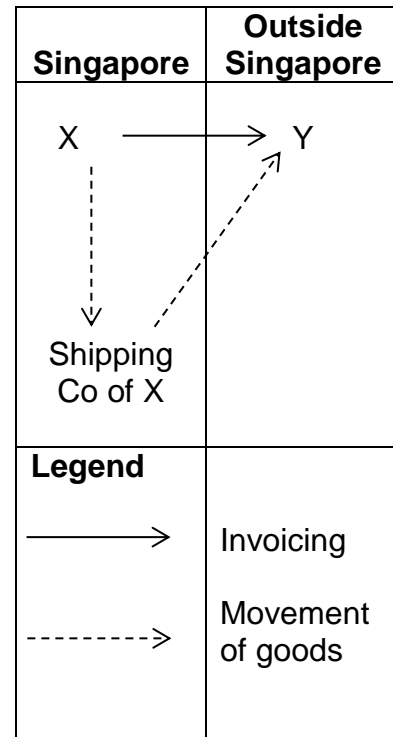 Singapore
Outside
Singapore
X
Y
Shipping
Co of X
Legend
Invoicing
Movement
of goods